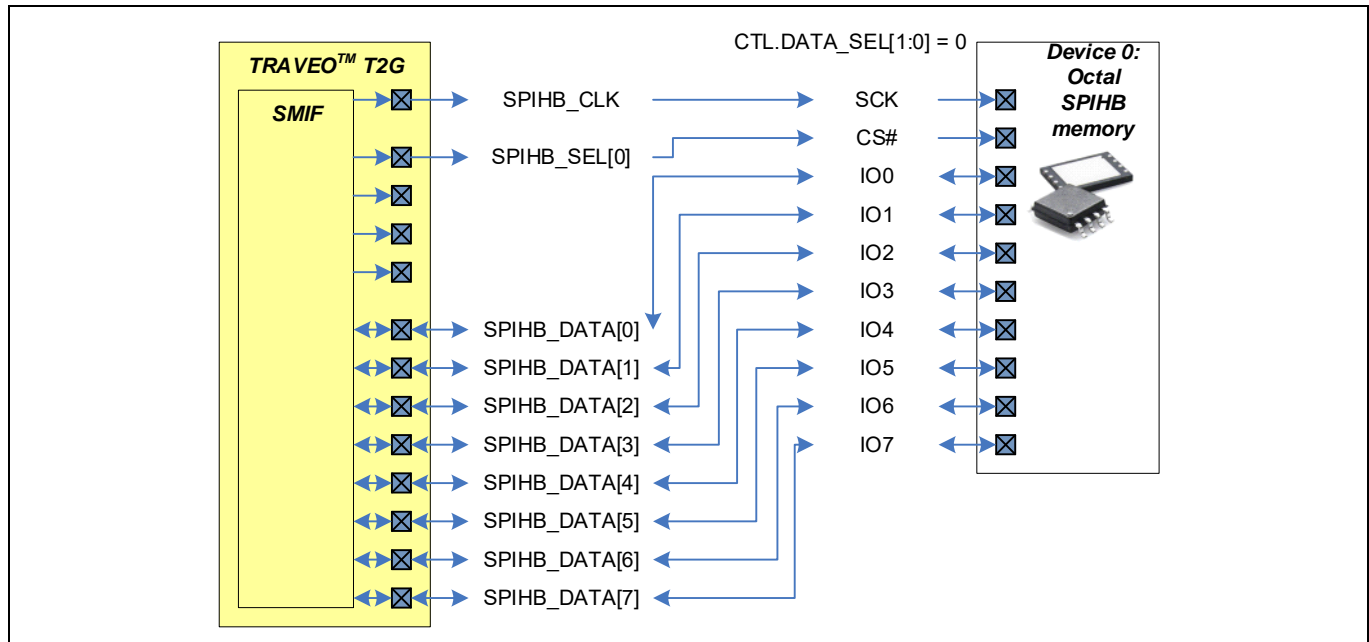 CTL.DATA_SEL[1:0] = 0
TRAVEO™ T2G
SMIF
SPIHB_CLK
SPIHB_SEL[0]
SPIHB_DATA[0]
SPIHB_DATA[1]
SPIHB_DATA[2]
SPIHB_DATA[3]
SPIHB_DATA[4]
SPIHB_DATA[5]
SPIHB_DATA[6]
SPIHB_DATA[7]
SCK
CS#
IO0
IO1
IO2
IO3
IO4
IO5
IO6
IO7
Device 0:
Octal
SPIHB
memory